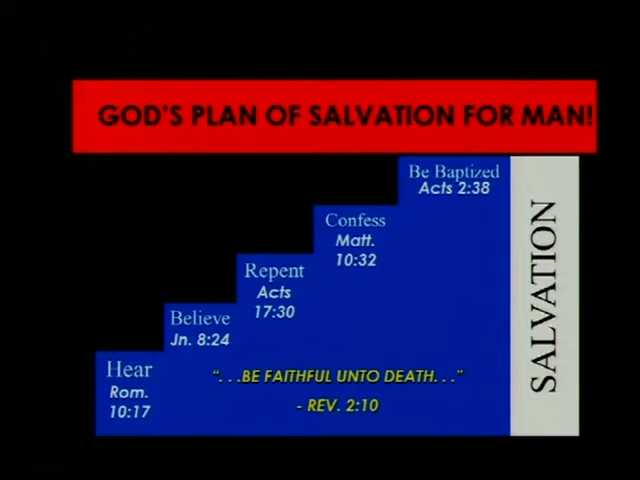 GOD'S PLAN OF SALVATION FOR MAN!
Be Baptized
Acts 2:38
Confess
Matt.
10:32
Repent
Acts
17:30
Believe
Jn. 8:24
Hear
Rom.
10:17
". . .BE FAITHFUL UNTO DEATH. . ."
- REV. 2:10
SALVATION